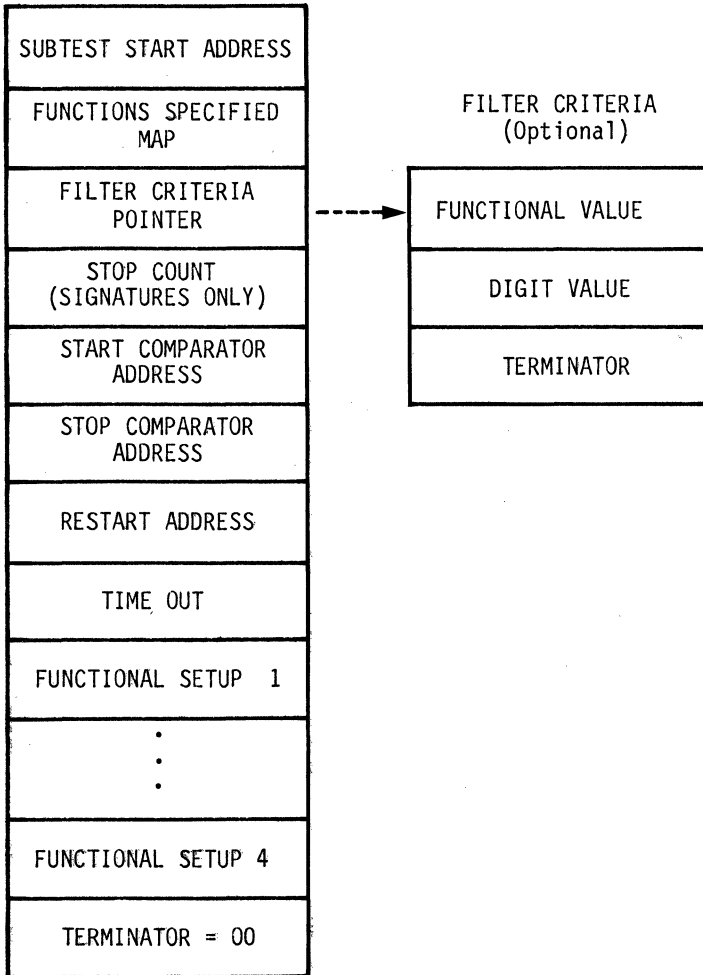 SUBTEST START ADDRESS
FUNCTIONS SPECIFIED
MAP
FILTER CRITERIA
POINTER
STOP COUNT
(SIGNATURES ONLY)
START COMPARATOR
ADDRESS
STOP COMPARATOR
ADDRESS
RESTART ADDRESS
TIME OUT
FUNCTIONAL SETUP 1
.
.
.
FUNCTIONAL SETUP 4
TERMINATOR = 00
FILTER CRITERIA
(Optional)
FUNCTIONAL VALUE
DIGIT VALUE
TERMINATOR